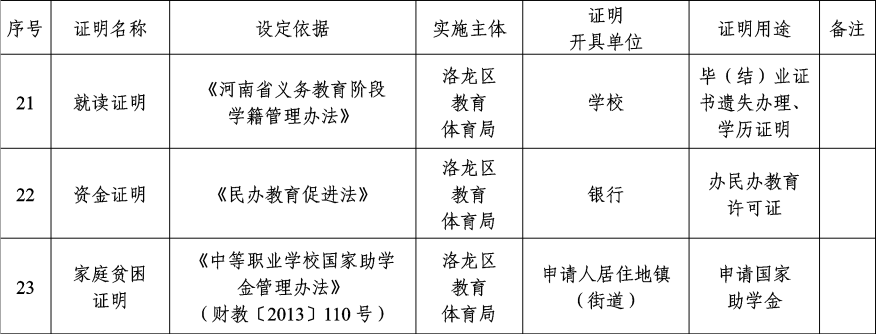 序号 证明名称 设定依据 实施主体 证明 开具单位 证明用途 备注
21 就读证明 《河南省义务教育阶段 学籍管理办法》 洛龙区 教育 体育局 学校 毕（结）业证 书遗失办理、 学历证明
22 资金证明 《民办教育促进法》 洛龙区 教育 体育局 银行 办民办教育 许可证
23 家庭贫困 证明 《中等职业学校国家助学 金管理办法》 （财教〔2013〕110号） 洛龙区 教育 体育局 申请人居住地镇 （街道） 申请国家 助学金